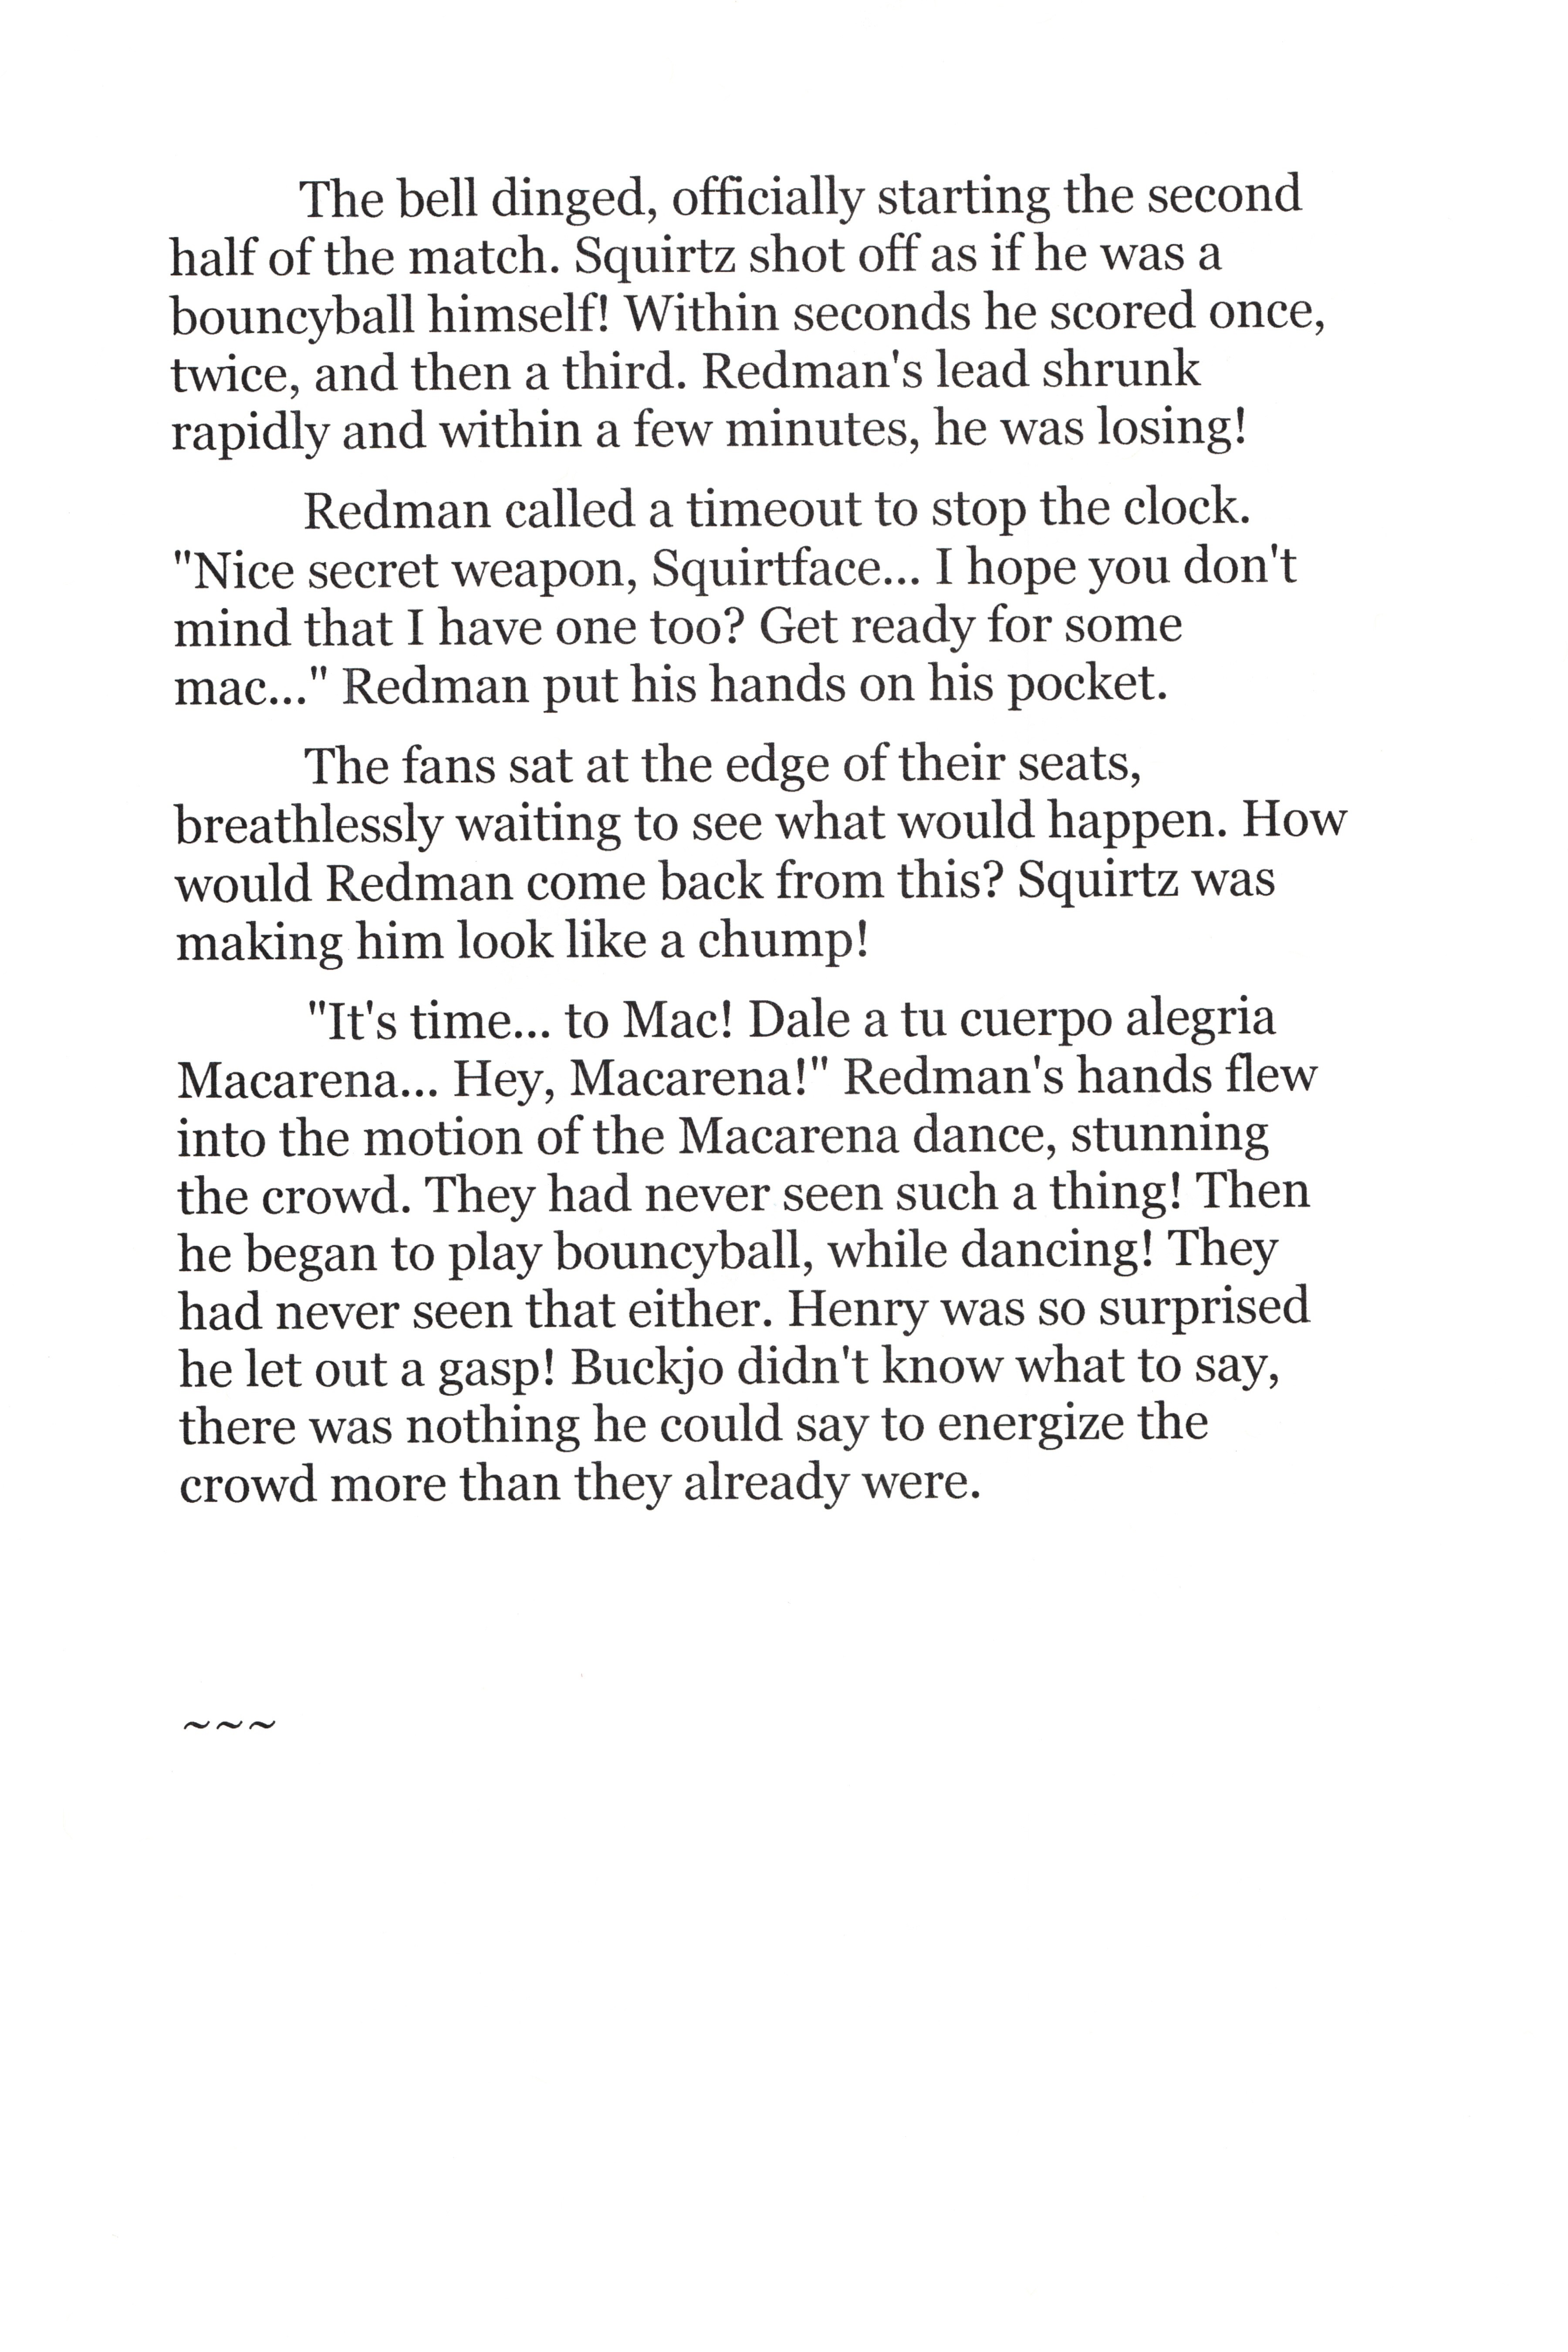 The bell dinged, officially starting the second
half of the match. Squirtz shot off as if he was a
bouncyball himself! Within seconds he scored once,
twice, and then a third. Redman's lead shrunk
rapidly and within a few minutes, he was losing!
Redman called a timeout to stop the clock.
"Nice secret weapon, Squirtface... I hope you don't
mind that I have one too? Get ready for some
mac..." Redman put his hands on his pocket.
The fans sat at the edge of their seats,
breathlessly waiting to see what would happen. How
would Redman come back from this? Squirtz was
making him look like a chump!
"It's time... to Mac! Dale a tu cuerpo alegria
Macarena... Hey, Macarena!" Redman's hands flew
into the motion of the Macarena dance, stunning
the crowd. They had never seen such a thing! Then
he began to play bouncyball, while dancing! They
had never seen that either. Henry was so surprised
he let out a gasp! Buckjo didn't know what to say,
there was nothing he could say to energize the
crowd more than they already were.
~~~